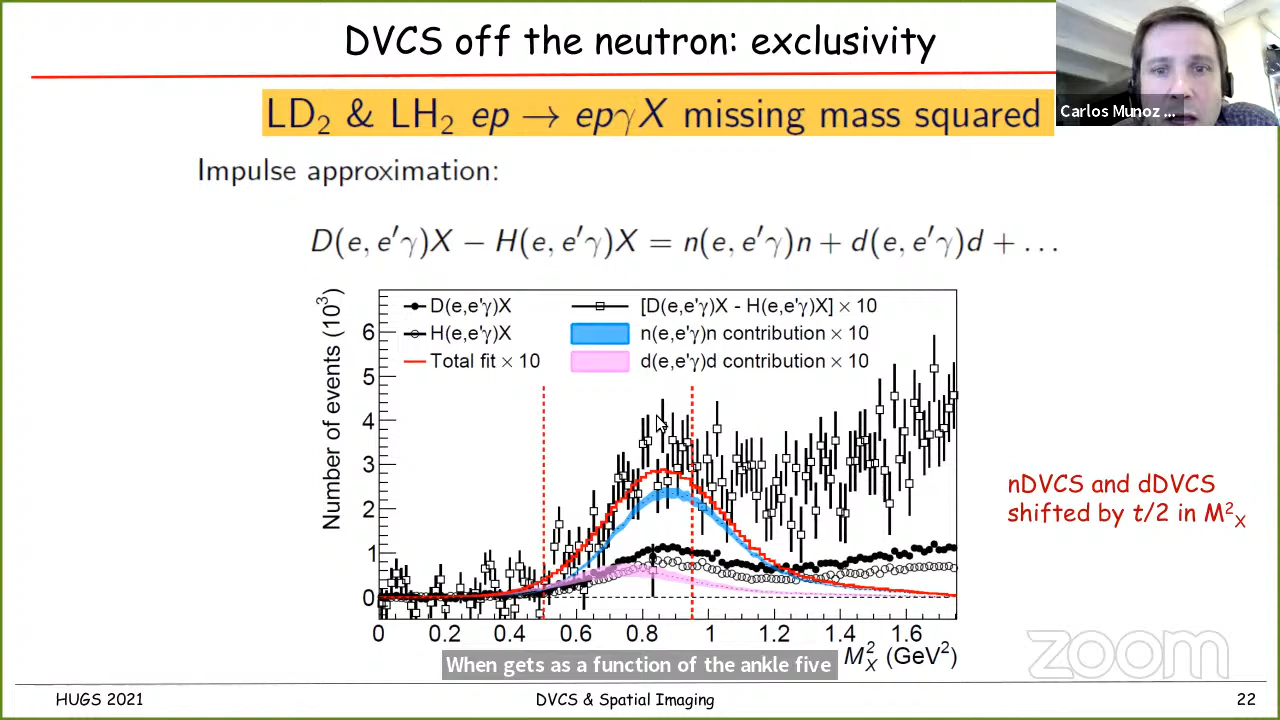 DVCS off the neutron: exclusivity
Carlos Munoz ...
LD₂ & LH₂ ep → epγX missing mass squared
Impulse approximation:
D(e, e′γ)X − H(e, e′γ)X = n(e, e′γ)n + d(e, e′γ)d + ...
Number of events (10³)
D(e,e'γ)X
H(e,e'γ)X
Total fit × 10
[D(e,e'γ)X - H(e,e'γ)X] × 10
n(e,e'γ)n contribution × 10
d(e,e'γ)d contribution × 10
6
5
4
3
2
1
0
0 0.2 0.4 0.6 0.8 1 1.2 1.4 1.6
M²X (GeV²)
nDVCS and dDVCS
shifted by t/2 in M²X
When gets as a function of the ankle five
zoom
HUGS 2021
DVCS & Spatial Imaging
22